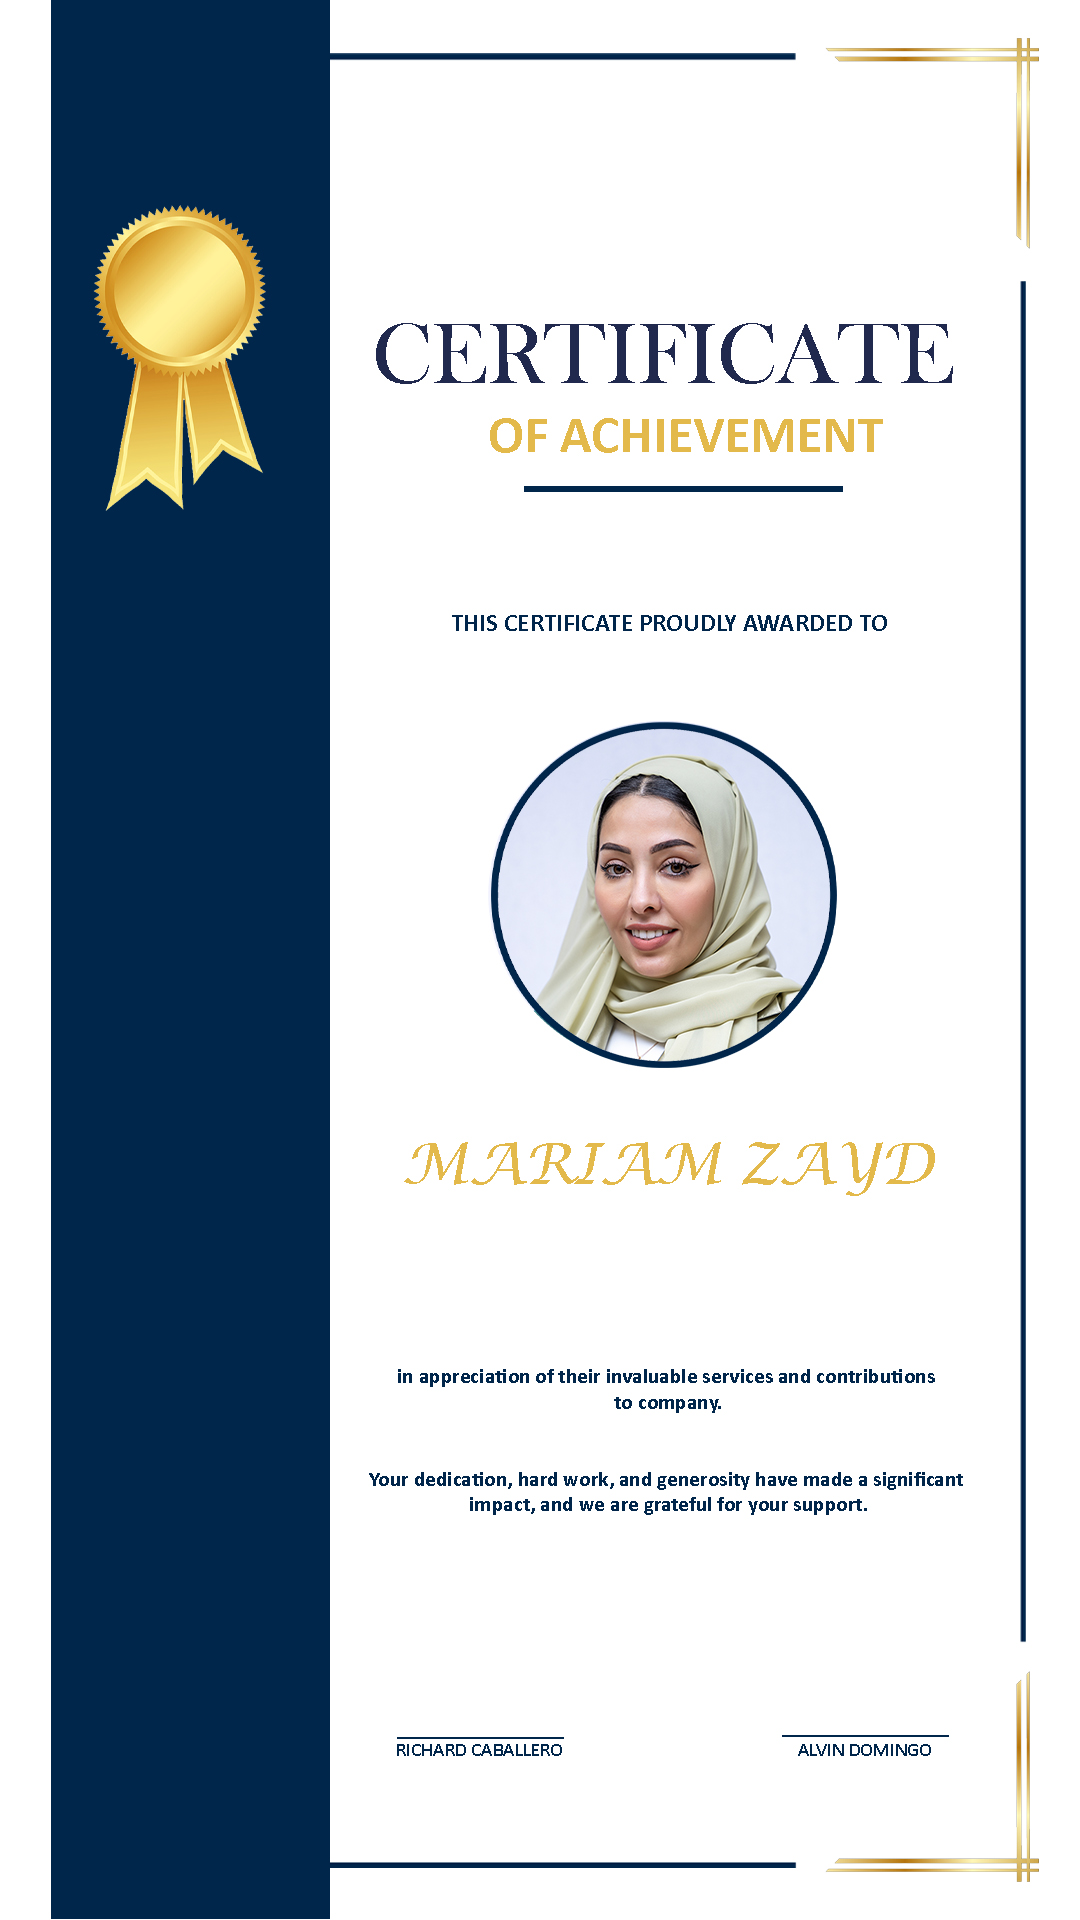 CERTIFICATE
OF ACHIEVEMENT
THIS CERTIFICATE PROUDLY AWARDED TO
MARIAM ZAYD
in appreciation of their invaluable services and contributions
to company.
Your dedication, hard work, and generosity have made a significant
impact, and we are grateful for your support.
RICHARD CABALLERO
ALVIN DOMINGO